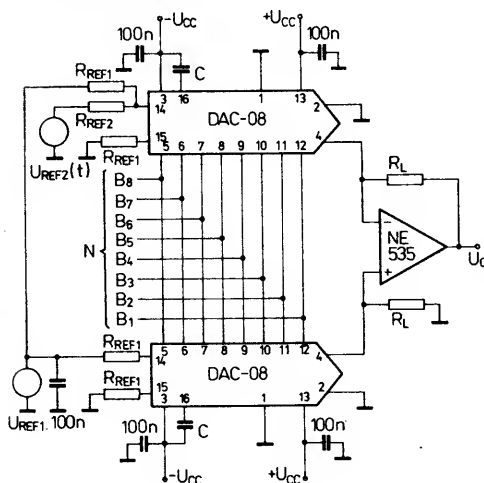 -UCC +UCC
100n 100n
C
RREF1
3 16 1 13
14 DAC-08 2
RREF2
15 4
RREF1
UREF2(t)
5 6 7 8 9 10 11 12
B8
B7
B6
N B5
B4
B3
B2
B1
RL
-
NE
535
+
UO
RL
5 6 7 8 9 10 11 12
RREF1
14 4
DAC-08
RREF1
15 2
3 16 1 13
UREF1 100n
100n C 100n
-UCC +UCC